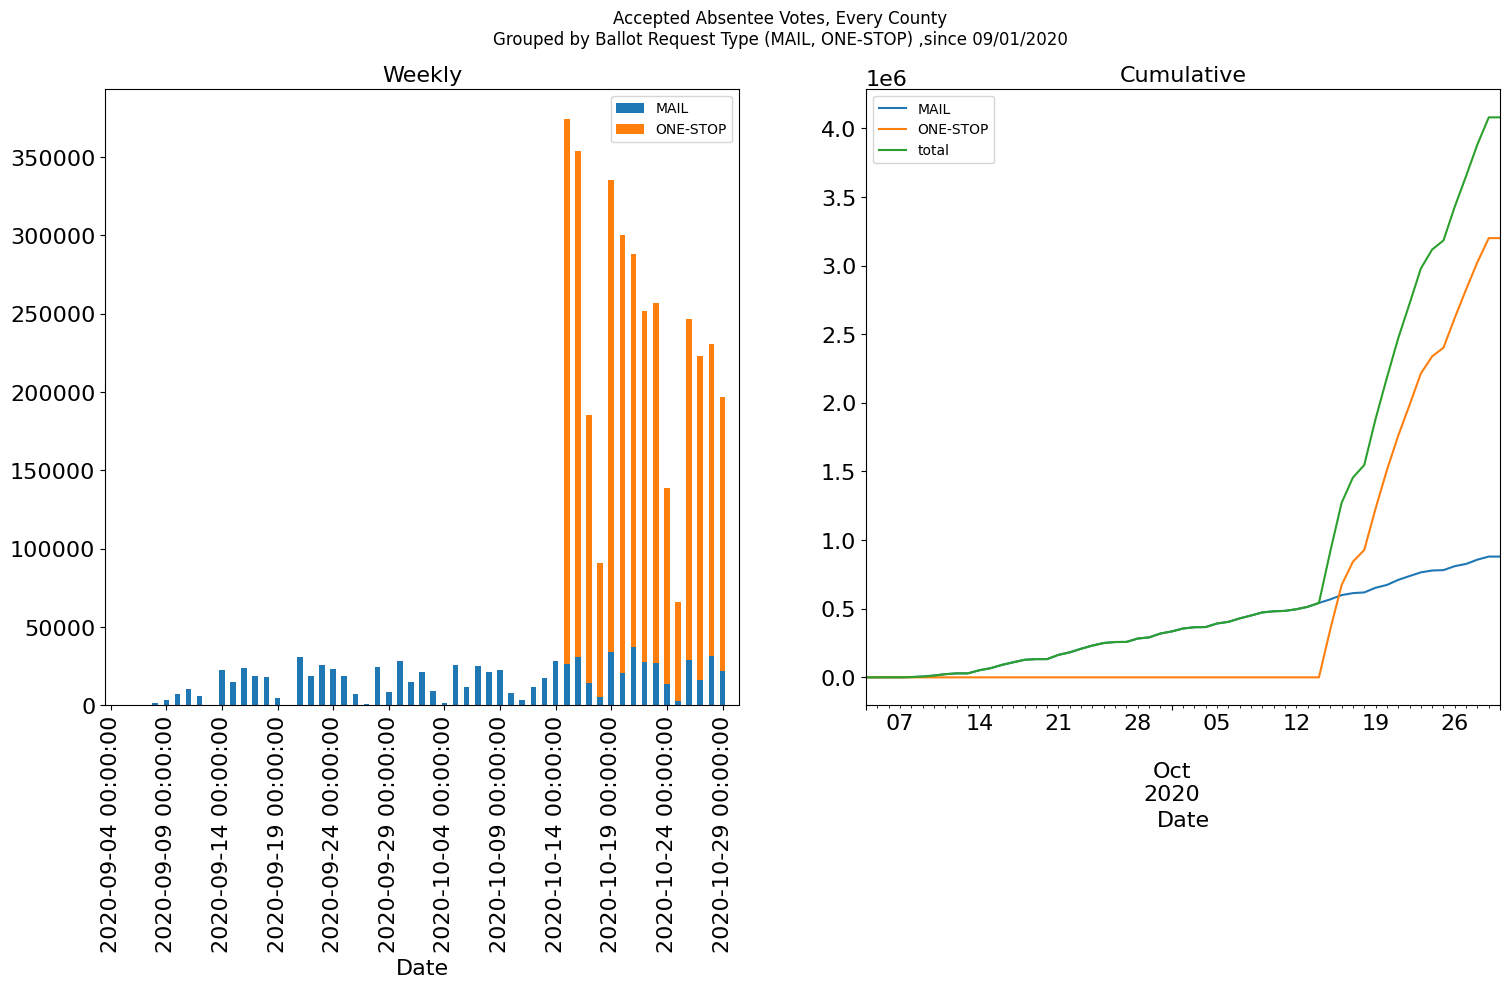 Accepted Absentee Votes, Every County
Grouped by Ballot Request Type (MAIL, ONE-STOP) ,since 09/01/2020
Weekly
MAIL
ONE-STOP
350000
300000
250000
200000
150000
100000
50000
0
2020-09-04 00:00:00
2020-09-09 00:00:00
2020-09-14 00:00:00
2020-09-19 00:00:00
2020-09-24 00:00:00
2020-09-29 00:00:00
2020-10-04 00:00:00
2020-10-09 00:00:00
2020-10-14 00:00:00
2020-10-19 00:00:00
2020-10-24 00:00:00
2020-10-29 00:00:00
Date
Cumulative
1e6
MAIL
ONE-STOP
total
4.0
3.5
3.0
2.5
2.0
1.5
1.0
0.5
0.0
07 14 21 28 05 12 19 26
Oct
2020
Date